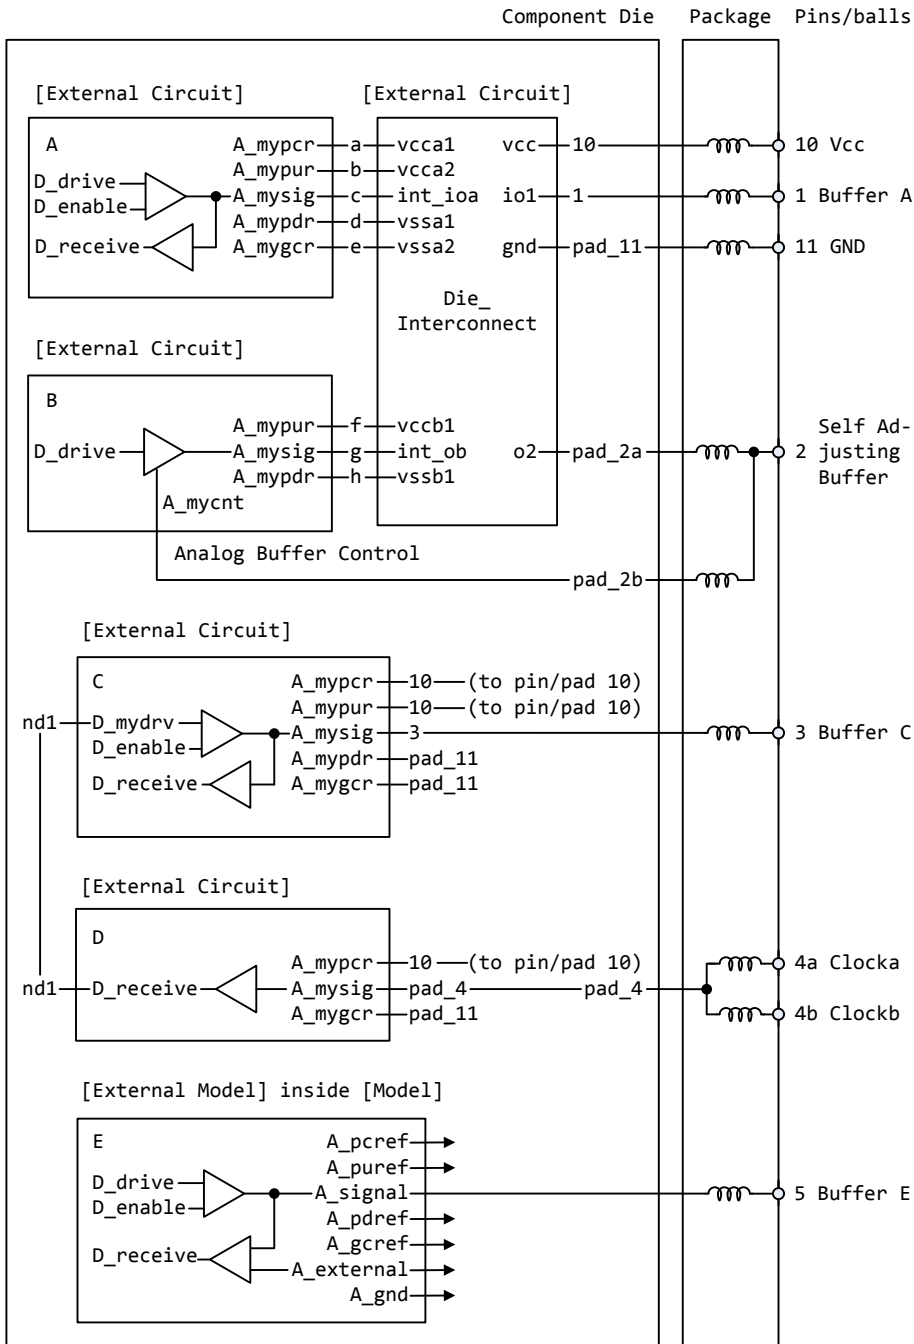 Component Die Package Pins/balls
[External Circuit] [External Circuit]
A A_mypcr a vcca1 vcc 10 10 Vcc
A_mypur b vcca2
D_drive
A_mysig c int_ioa io1 1 1 Buffer A
D_enable
A_mypdr d vssa1
D_receive A_mygcr e vssa2 gnd pad_11 11 GND
Die_
Interconnect
[External Circuit]
B
A_mypur f vccb1 Self Ad-
D_drive A_mysig g int_ob o2 pad_2a 2 justing
A_mypdr h vssb1 Buffer
A_mycnt
Analog Buffer Control
pad_2b
[External Circuit]
C A_mypcr 10 (to pin/pad 10)
A_mypur 10 (to pin/pad 10)
nd1 D_mydrv A_mysig 3 3 Buffer C
D_enable
A_mypdr pad_11
D_receive A_mygcr pad_11
[External Circuit]
D
A_mypcr 10 (to pin/pad 10) 4a Clocka
nd1 D_receive A_mysig pad_4 pad_4
A_mygcr pad_11 4b Clockb
[External Model] inside [Model]
E A_pcref
A_puref
D_drive
A_signal 5 Buffer E
D_enable
A_pdref
A_gcref
D_receive
A_external
A_gnd